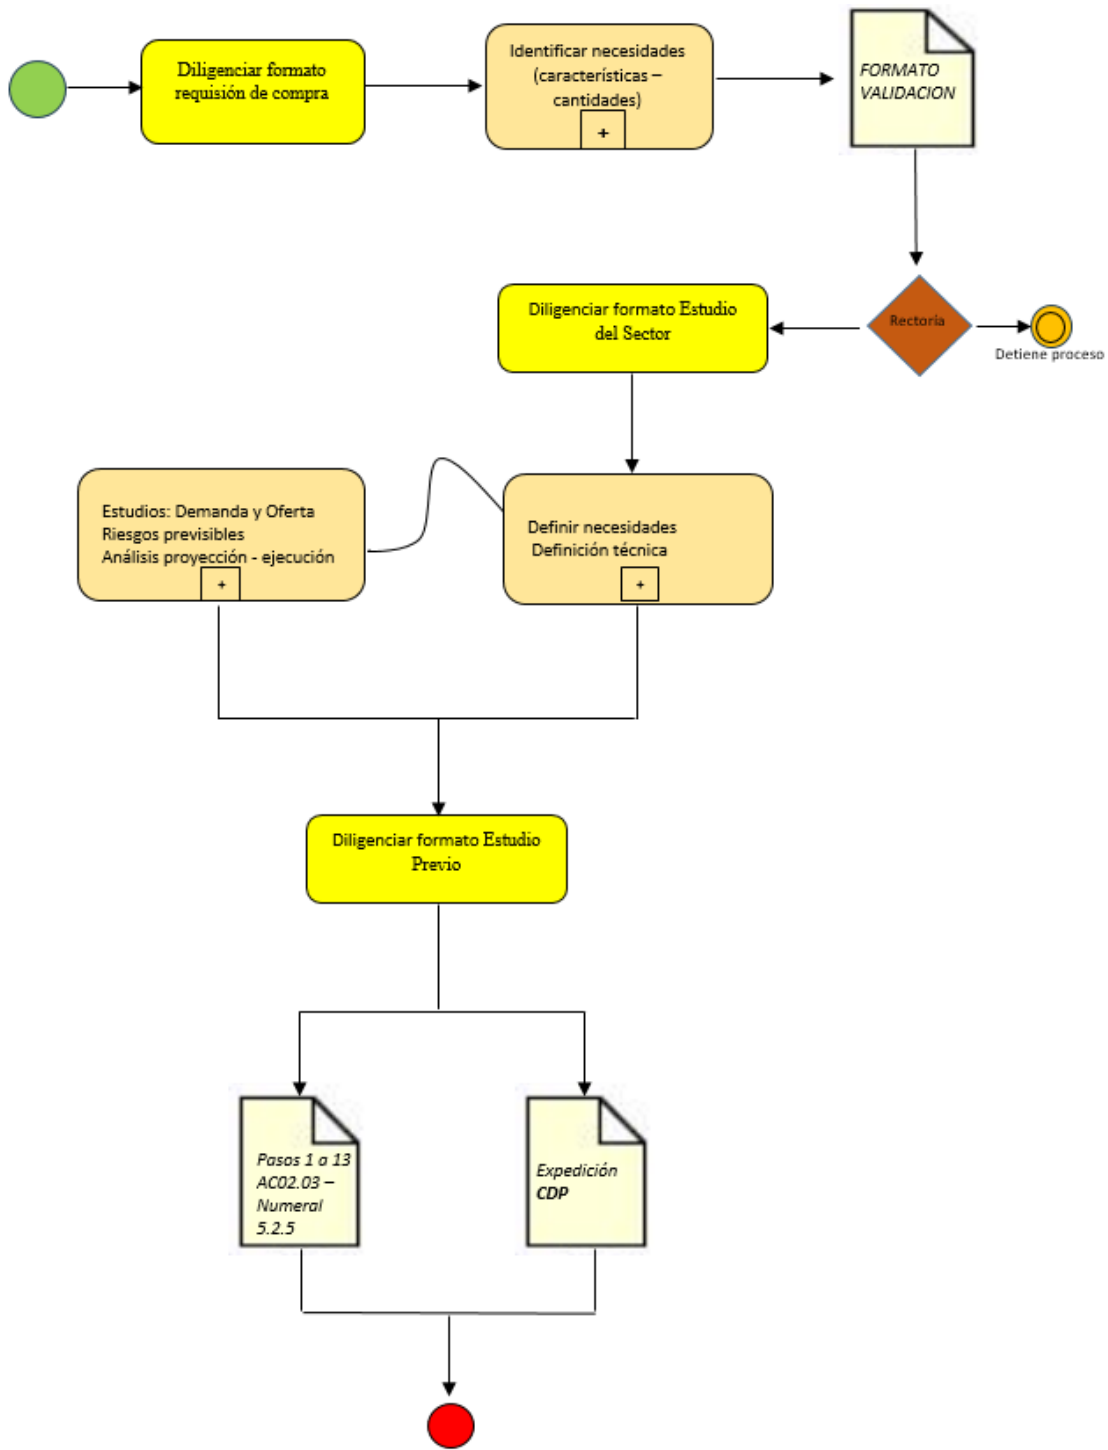 Diligenciar formato
requisión de compra
Identificar necesidades
(características –
cantidades)
+
FORMATO
VALIDACION
Diligenciar formato Estudio
del Sector
Rectoría
Detiene proceso
Estudios: Demanda y Oferta
Riesgos previsibles
Análisis proyección - ejecución
+
Definir necesidades
Definición técnica
+
Diligenciar formato Estudio
Previo
Pasos 1 a 13
AC02.03 –
Numeral
5.2.5
Expedición
CDP